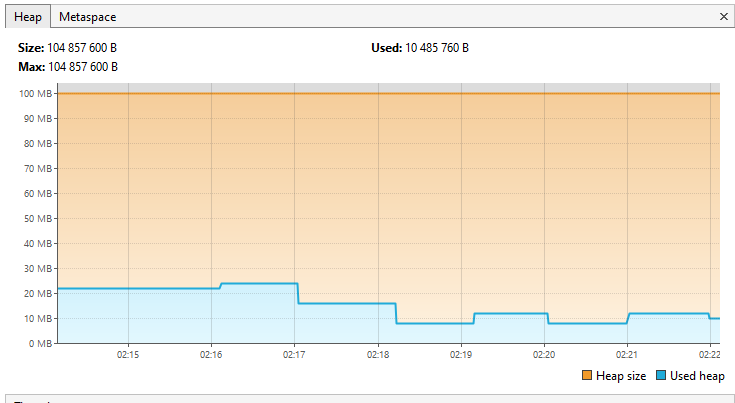 Heap Metaspace
Size: 104 857 600 B Used: 10 485 760 B
Max: 104 857 600 B
100 MB
90 MB
80 MB
70 MB
60 MB
50 MB
40 MB
30 MB
20 MB
10 MB
0 MB
02:15 02:16 02:17 02:18 02:19 02:20 02:21 02:22
Heap size Used heap